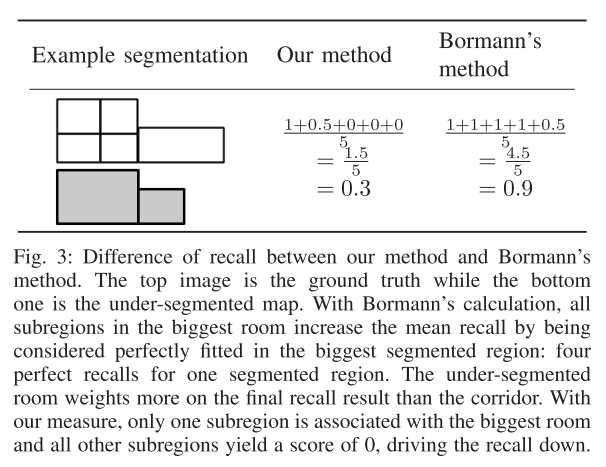 Example segmentation Our method Bormann's method
1+0.5+0+0+0 / 5 1+1+1+1+0.5 / 5
= 1.5/5 = 4.5/5
= 0.3 = 0.9
Fig. 3: Difference of recall between our method and Bormann's
method. The top image is the ground truth while the bottom
one is the under-segmented map. With Bormann's calculation, all
subregions in the biggest room increase the mean recall by being
considered perfectly fitted in the biggest segmented region: four
perfect recalls for one segmented region. The under-segmented
room weights more on the final recall result than the corridor. With
our measure, only one subregion is associated with the biggest room
and all other subregions yield a score of 0, driving the recall down.